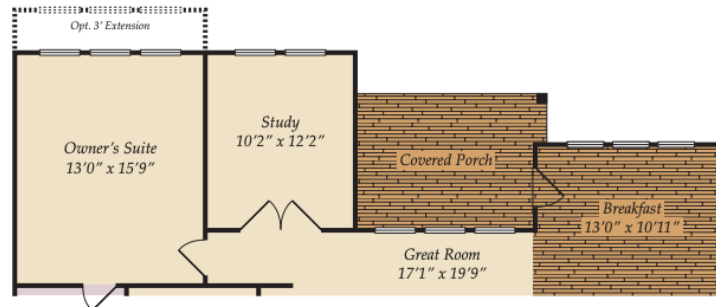 Opt. 3' Extension
Owner's Suite
13'0" x 15'9"
Study
10'2" x 12'2"
Covered Porch
Breakfast
13'0" x 10'11"
Great Room
17'1" x 19'9"